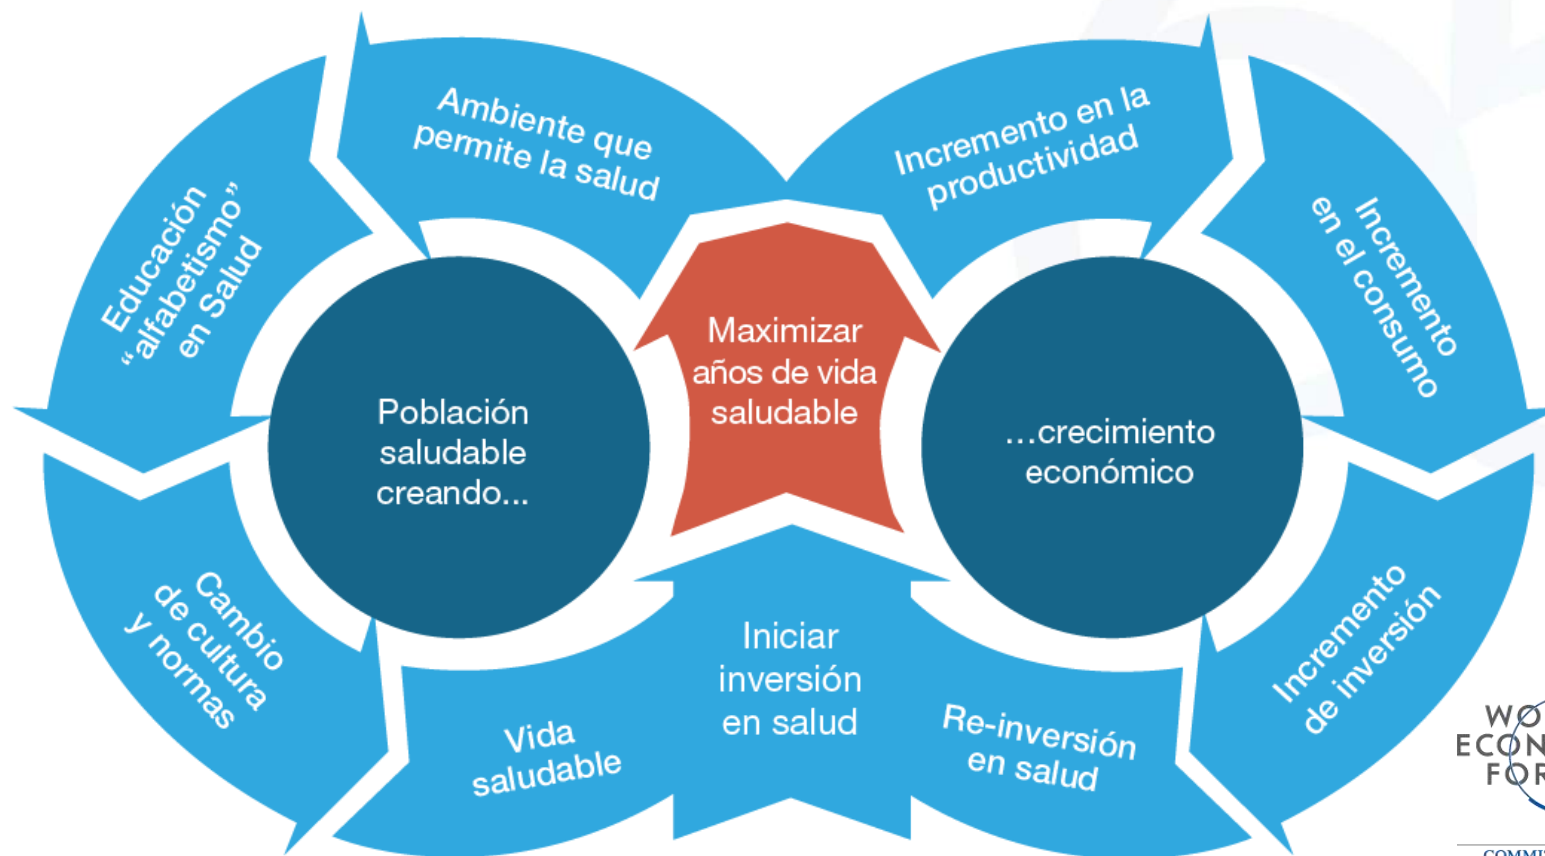 Ambiente que
permite la salud
Incremento en la
productividad
Educación
“alfabetismo”
en Salud
Incremento
en el consumo
Maximizar
años de vida
saludable
Población
saludable
creando...
...crecimiento
económico
Cambio
de cultura
y normas
Vida
saludable
Iniciar
inversión
en salud
Re-inversión
en salud
Incremento
de inversión